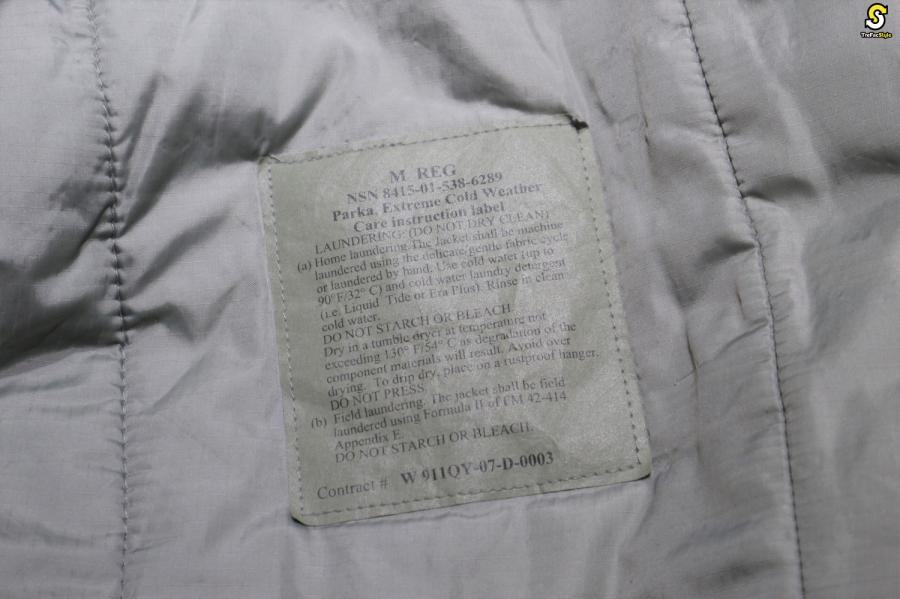 M REG
NSN 8415-01-538-6289
Parka, Extreme Cold Weather
Care instruction label
LAUNDERING: (DO NOT DRY CLEAN)
(a) Home laundering. The Jacket shall be machine
laundered using the delicate/gentle fabric cycle
or laundered by hand. Use cold water (up to
90° F/32° C) and cold water laundry detergent
(i.e. Liquid Tide or Era Plus). Rinse in clean
cold water.
DO NOT STARCH OR BLEACH.
Dry in a tumble dryer at temperature not
exceeding 130° F/54° C as degradation of the
component materials will result. Avoid over
drying. To drip dry, place on a rustproof hanger.
DO NOT PRESS.
(b) Field laundering. The jacket shall be field
laundered using Formula II of FM 42-414
Appendix E.
DO NOT STARCH OR BLEACH.
Contract # W 911QY-07-D-0003
TreFacStyle